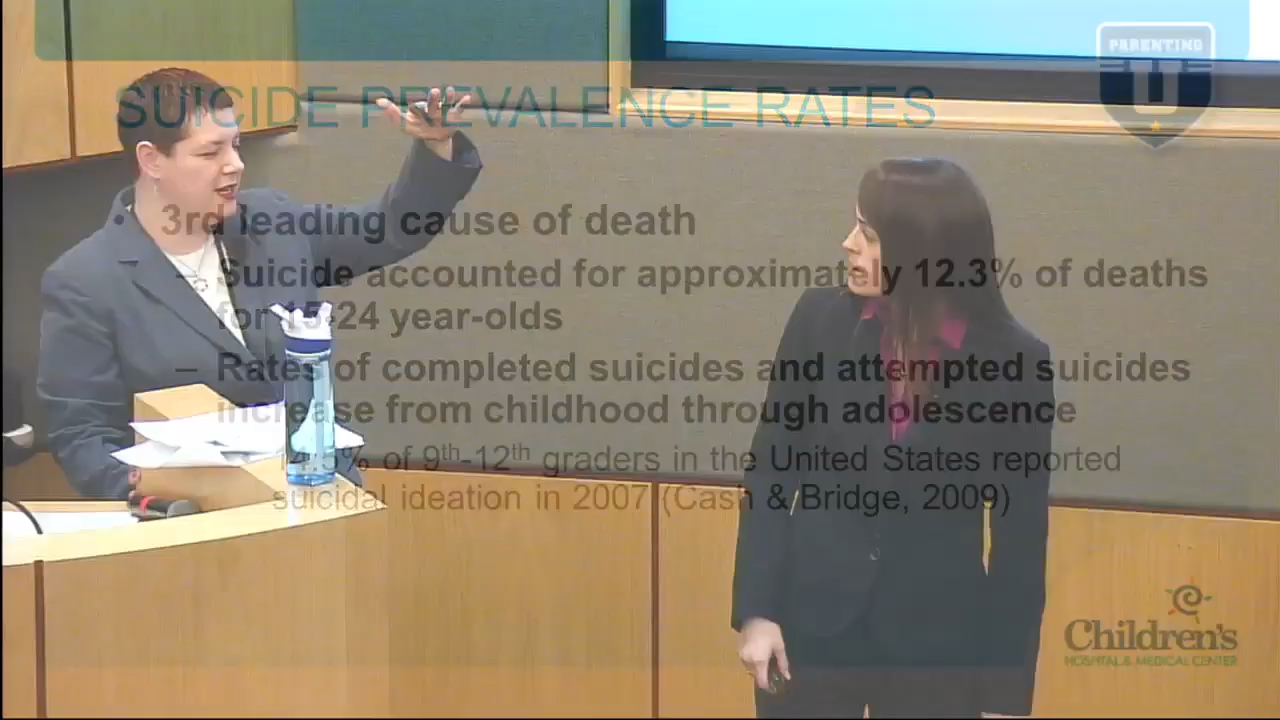 PARENTING
U
SUICIDE PREVALENCE RATES
• 3rd leading cause of death
– Suicide accounted for approximately 12.3% of deaths
for 15-24 year-olds
– Rates of completed suicides and attempted suicides
increase from childhood through adolescence
% of 9th-12th graders in the United States reported
suicidal ideation in 2007 (Cash & Bridge, 2009)
Children's
HOSPITAL & MEDICAL CENTER